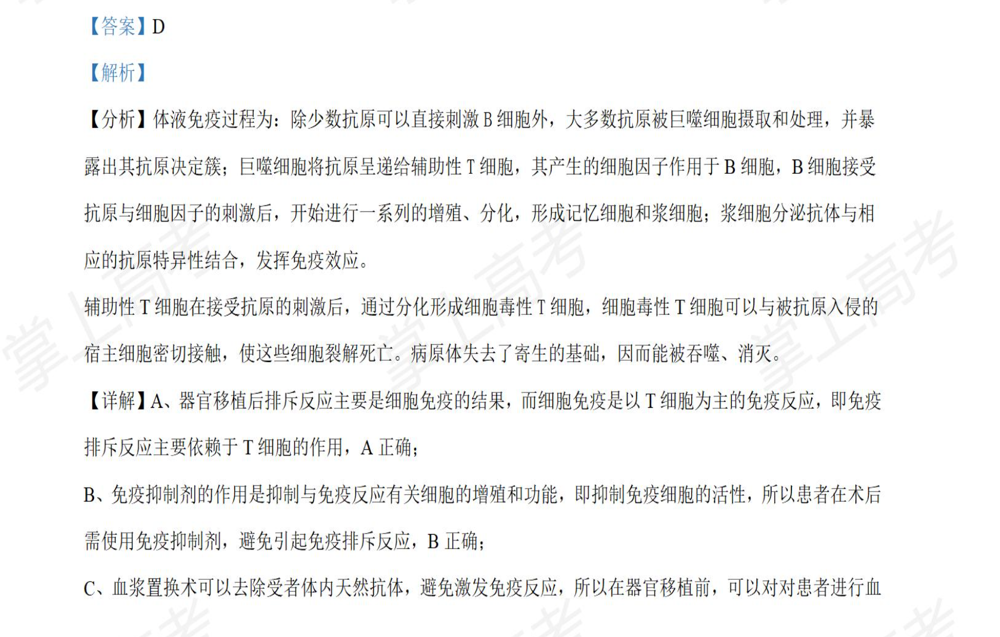 【答案】D
【解析】
【分析】体液免疫过程为：除少数抗原可以直接刺激 B 细胞外，大多数抗原被巨噬细胞摄取和处理，并暴
露出其抗原决定簇；巨噬细胞将抗原呈递给辅助性 T 细胞，其产生的细胞因子作用于 B 细胞，B 细胞接受
抗原与细胞因子的刺激后，开始进行一系列的增殖、分化，形成记忆细胞和浆细胞；浆细胞分泌抗体与相
应的抗原特异性结合，发挥免疫效应。
辅助性 T 细胞在接受抗原的刺激后，通过分化形成细胞毒性 T 细胞，细胞毒性 T 细胞可以与被抗原入侵的
宿主细胞密切接触，使这些细胞裂解死亡。病原体失去了寄生的基础，因而能被吞噬、消灭。
【详解】A、器官移植后排斥反应主要是细胞免疫的结果，而细胞免疫是以 T 细胞为主的免疫反应，即免疫
排斥反应主要依赖于 T 细胞的作用，A 正确；
B、免疫抑制剂的作用是抑制与免疫反应有关细胞的增殖和功能，即抑制免疫细胞的活性，所以患者在术后
需使用免疫抑制剂，避免引起免疫排斥反应，B 正确；
C、血浆置换术可以去除受者体内天然抗体，避免激发免疫反应，所以在器官移植前，可以对对患者进行血
掌上高考
掌上高考
掌上高考